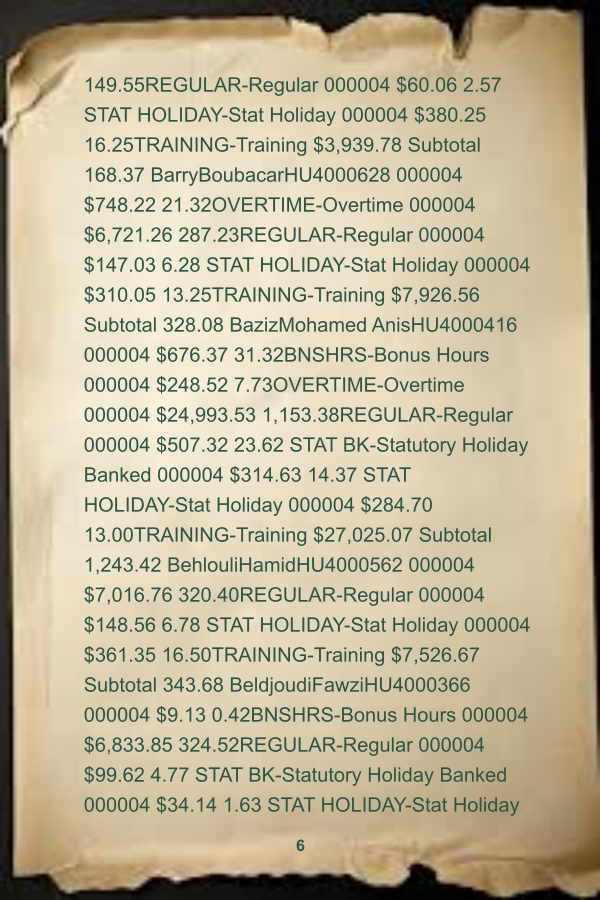 149.55REGULAR-Regular 000004 $60.06 2.57
STAT HOLIDAY-Stat Holiday 000004 $380.25
16.25TRAINING-Training $3,939.78 Subtotal
168.37 BarryBoubacarHU4000628 000004
$748.22 21.32OVERTIME-Overtime 000004
$6,721.26 287.23REGULAR-Regular 000004
$147.03 6.28 STAT HOLIDAY-Stat Holiday 000004
$310.05 13.25TRAINING-Training $7,926.56
Subtotal 328.08 BazizMohamed AnisHU4000416
000004 $676.37 31.32BNSHRS-Bonus Hours
000004 $248.52 7.73OVERTIME-Overtime
000004 $24,993.53 1,153.38REGULAR-Regular
000004 $507.32 23.62 STAT BK-Statutory Holiday
Banked 000004 $314.63 14.37 STAT
HOLIDAY-Stat Holiday 000004 $284.70
13.00TRAINING-Training $27,025.07 Subtotal
1,243.42 BehlouliHamidHU4000562 000004
$7,016.76 320.40REGULAR-Regular 000004
$148.56 6.78 STAT HOLIDAY-Stat Holiday 000004
$361.35 16.50TRAINING-Training $7,526.67
Subtotal 343.68 BeldjoudiFawziHU4000366
000004 $9.13 0.42BNSHRS-Bonus Hours 000004
$6,833.85 324.52REGULAR-Regular 000004
$99.62 4.77 STAT BK-Statutory Holiday Banked
000004 $34.14 1.63 STAT HOLIDAY-Stat Holiday
6